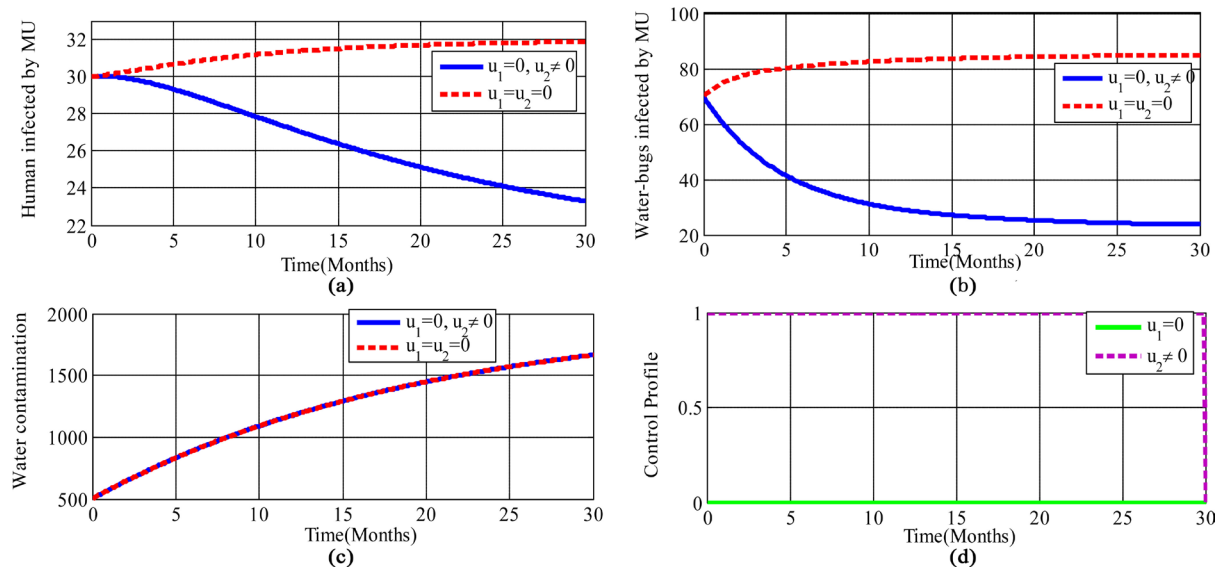 Human infected by MU
32
30
28
26
24
22
0 5 10 15 20 25 30
Time(Months)
(a)
u₁=0, u₂≠ 0
u₁=u₂=0
Water-bugs infected by MU
100
80
60
40
20
0 5 10 15 20 25 30
Time(Months)
(b)
u₁=0, u₂≠ 0
u₁=u₂=0
Water contamination
2000
1500
1000
500
0 5 10 15 20 25 30
Time(Months)
(c)
u₁=0, u₂≠ 0
u₁=u₂=0
Control Profile
1
0.5
0
0 5 10 15 20 25 30
Time(Months)
(d)
u₁=0
u₂≠ 0